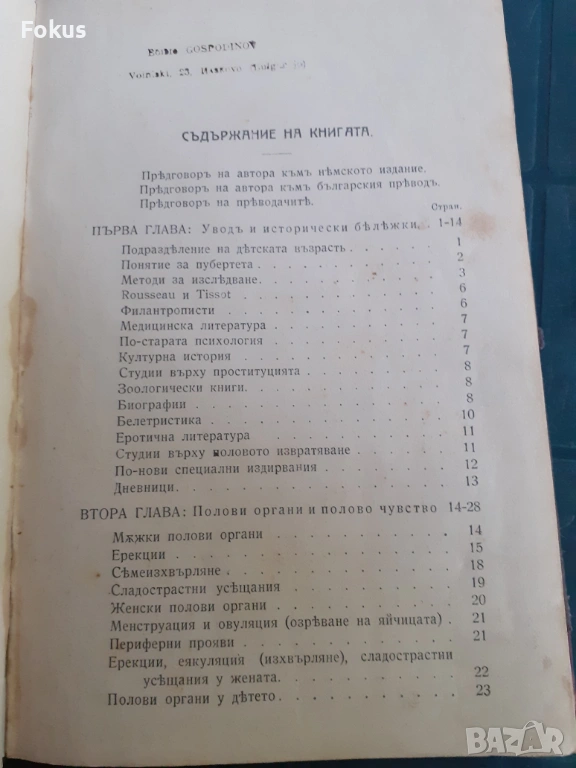 Fokus
GOSPODINOV
СЪДЪРЖАНИЕ НА КНИГАТА.
Прѣдговоръ на автора къмъ нѣмското издание.
Прѣдговоръ на автора къмъ българския прѣводъ.
Прѣдговоръ на прѣводачитѣ.
Стран.
ПЪРВА ГЛАВА: Уводъ и исторически бѣлѣжки. . 1-14
Подраздѣление на дѣтската възрасть . . . . . . 1
Понятие за пубертета . . . . . . . . . . . 2
Методи за изслѣдване. . . . . . . . . . . 3
Rousseau и Tissot . . . . . . . . . . . . 6
Филантрописти . . . . . . . . . . . . . 6
Медицинска литература . . . . . . . . . . 7
По-старата психология . . . . . . . . . . 7
Културна история . . . . . . . . . . . . 7
Студии върху проституцията . . . . . . . . 8
Зоологически книги. . . . . . . . . . . . 8
Биографии . . . . . . . . . . . . . . 8
Белетристика . . . . . . . . . . . . . 10
Еротична литература . . . . . . . . . . . 11
Студии върху половото извратяване . . . . . . 11
По-нови специални издирвания . . . . . . . 12
Дневници. . . . . . . . . . . . . . . 13
ВТОРА ГЛАВА: Полови органи и полово чувство 14-28
Мѫжки полови органи . . . . . . . . . . 14
Ерекции . . . . . . . . . . . . . . . 15
Сѣмеизхвърляне . . . . . . . . . . . . 18
Сладострастни усѣщания . . . . . . . . . 19
Женски полови органи . . . . . . . . . . 20
Менструация и овуляция (озрѣване на яйчицата) . . 21
Периферни прояви . . . . . . . . . . . 21
Ерекции, еякуляция (изхвърляне), сладострастни
усѣщания у жената. . . . . . . . . . . 22
Полови органи у дѣтето . . . . . . . . . . 23
BAZAR